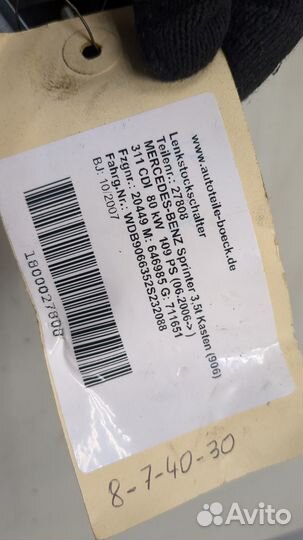 www.autoteile-boeck.de
Lenkstockschalter
Teilenr.: 27808
MERCEDES-BENZ Sprinter 3,5t Kasten (906)
311 CDI 80 kW 109 PS (06.2006->)
Fzgnr.: 20449 M: 646985 G: 711651
Fahrg-Nr.: WDB9066352S232088
BJ: 10/2007
1800027808
8-7-40-30
Avito